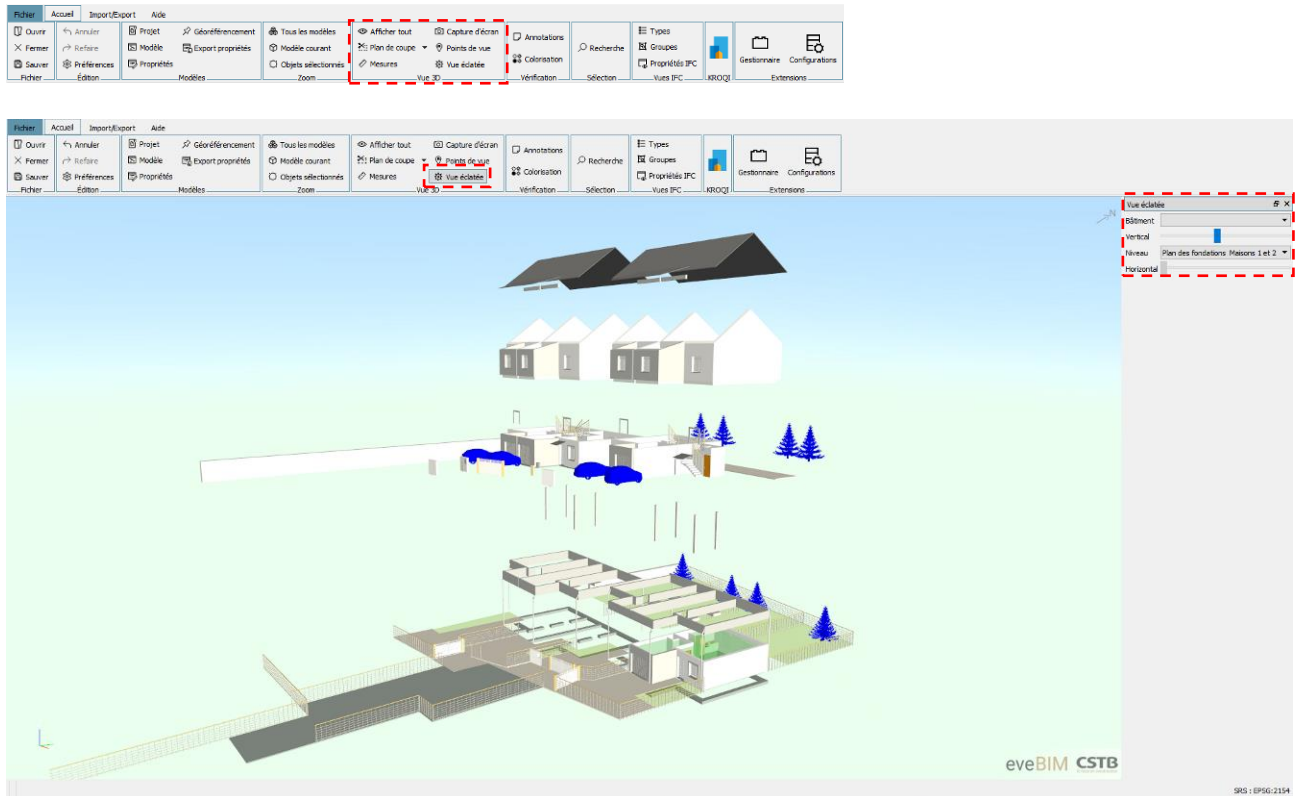 Fichier Accueil Import/Export Aide
Ouvrir Annuler Projet Géoréférencement Tous les modèles Afficher tout Capture d'écran Annotations Recherche Types Gestionnaire Configurations
Fermer Refaire Modèle Export propriétés Modèle courant Plan de coupe Points de vue Colorisation Groupes
Sauver Préférences Propriétés Objets sélectionnés Mesures Vue éclatée Propriétés IFC
Fichier Édition Modèles Zoom Vue 3D Vérification Sélection Vues IFC KROQI Extensions
Fichier Accueil Import/Export Aide
Ouvrir Annuler Projet Géoréférencement Tous les modèles Afficher tout Capture d'écran Annotations Recherche Types Gestionnaire Configurations
Fermer Refaire Modèle Export propriétés Modèle courant Plan de coupe Points de vue Colorisation Groupes
Sauver Préférences Propriétés Objets sélectionnés Mesures Vue éclatée Propriétés IFC
Fichier Édition Modèles Zoom Vue 3D Vérification Sélection Vues IFC KROQI Extensions
Vue éclatée
Bâtiment
Vertical
Niveau Plan des fondations Maisons 1 et 2
Horizontal
N
eveBIM CSTB
SRS : EPSG:2154